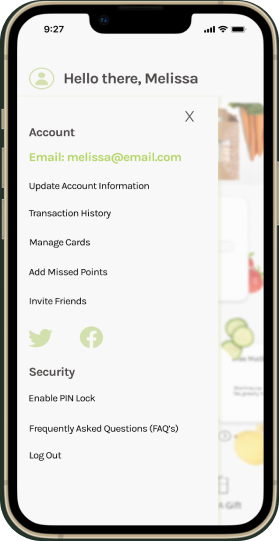 9:27
Hello there, Melissa
X
Account
Email: melissa@email.com
Update Account Information
Transaction History
Manage Cards
Add Missed Points
Invite Friends
Security
Enable PIN Lock
Frequently Asked Questions (FAQ's)
Log Out
Gift